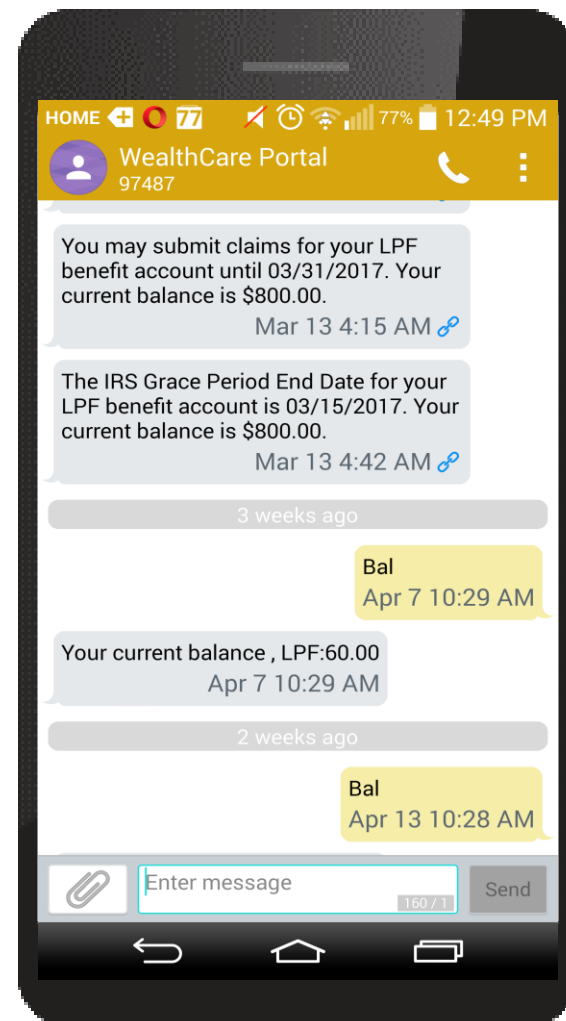 HOME 77 77% 12:49 PM
WealthCare Portal
97487
You may submit claims for your LPF
benefit account until 03/31/2017. Your
current balance is $800.00.
Mar 13 4:15 AM
The IRS Grace Period End Date for your
LPF benefit account is 03/15/2017. Your
current balance is $800.00.
Mar 13 4:42 AM
3 weeks ago
Bal
Apr 7 10:29 AM
Your current balance , LPF:60.00
Apr 7 10:29 AM
2 weeks ago
Bal
Apr 13 10:28 AM
Enter message
160 / 1
Send